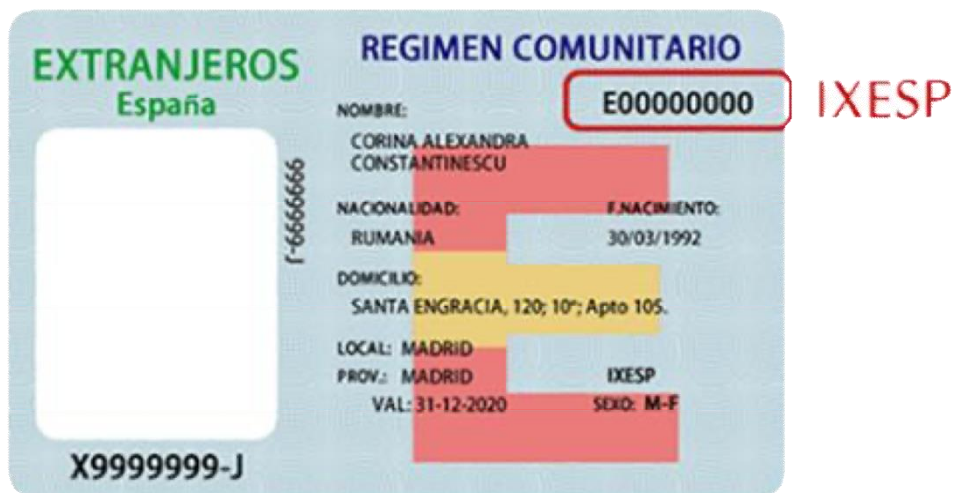 EXTRANJEROS
España
REGIMEN COMUNITARIO
E00000000
IXESP
NOMBRE:
CORINA ALEXANDRA
CONSTANTINESCU
NACIONALIDAD:
F.NACIMIENTO:
RUMANIA
30/03/1992
DOMICILIO:
SANTA ENGRACIA, 120; 10º; Apto 105.
LOCAL: MADRID
PROV.: MADRID
IXESP
VAL: 31-12-2020
SEXO: M-F
X9999999-J